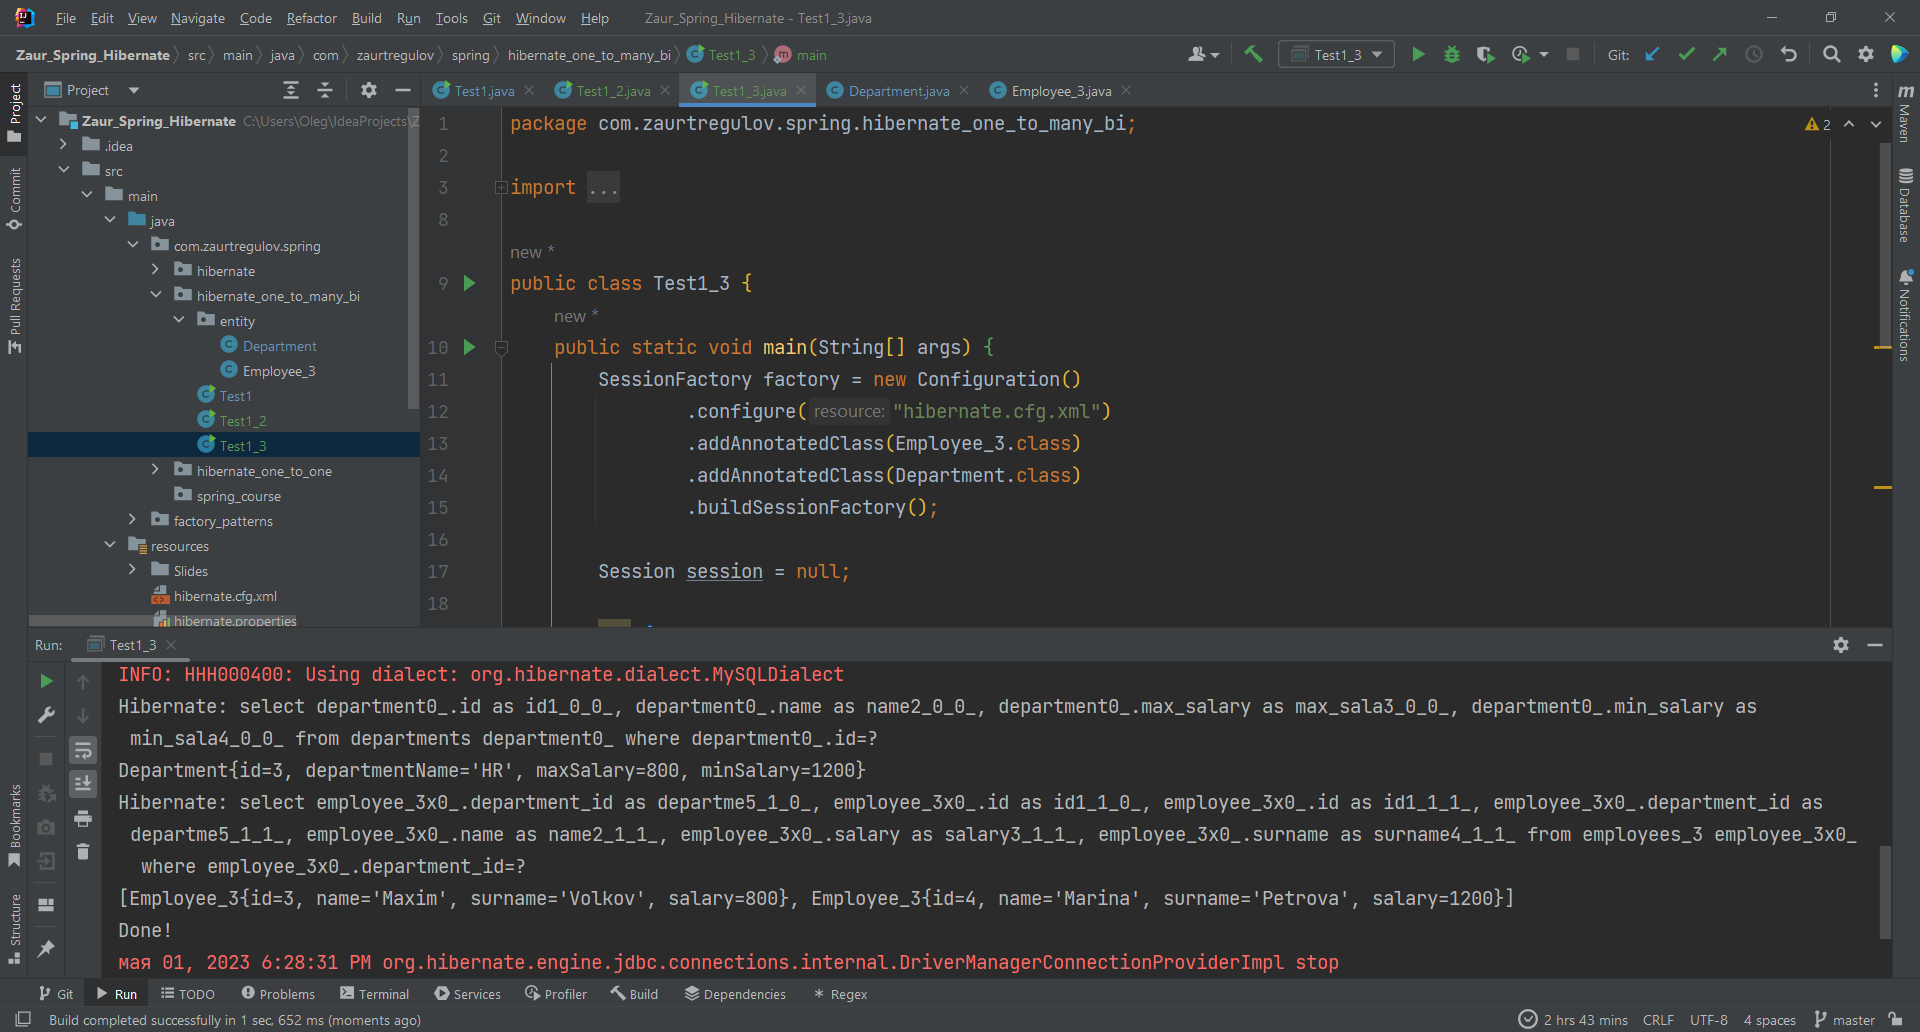 File Edit View Navigate Code Refactor Build Run Tools Git Window Help Zaur_Spring_Hibernate - Test1_3.java
Zaur_Spring_Hibernate src main java com zaurtregulov spring hibernate_one_to_many_bi Test1_3 main Test1_3 Git:
Project
Test1.java Test1_2.java Test1_3.java Department.java Employee_3.java
Project
Commit
Pull Requests
Bookmarks
Structure
Zaur_Spring_Hibernate C:\Users\Oleg\IdeaProjects\Z
.idea
src
main
java
com.zaurtregulov.spring
hibernate
hibernate_one_to_many_bi
entity
Department
Employee_3
Test1
Test1_2
Test1_3
hibernate_one_to_one
spring_course
factory_patterns
resources
Slides
hibernate.cfg.xml
hibernate.properties
1 package com.zaurtregulov.spring.hibernate_one_to_many_bi;
2
3 import ...
8
new *
9 public class Test1_3 {
new *
10 public static void main(String[] args) {
11 SessionFactory factory = new Configuration()
12 .configure( resource: "hibernate.cfg.xml")
13 .addAnnotatedClass(Employee_3.class)
14 .addAnnotatedClass(Department.class)
15 .buildSessionFactory();
16
17 Session session = null;
18
2
Maven
Database
Notifications
Run: Test1_3
INFO: HHH000400: Using dialect: org.hibernate.dialect.MySQLDialect
Hibernate: select department0_.id as id1_0_0_, department0_.name as name2_0_0_, department0_.max_salary as max_sala3_0_0_, department0_.min_salary as
min_sala4_0_0_ from departments department0_ where department0_.id=?
Department{id=3, departmentName='HR', maxSalary=800, minSalary=1200}
Hibernate: select employee_3x0_.department_id as departme5_1_0_, employee_3x0_.id as id1_1_0_, employee_3x0_.id as id1_1_1_, employee_3x0_.department_id as
departme5_1_1_, employee_3x0_.name as name2_1_1_, employee_3x0_.salary as salary3_1_1_, employee_3x0_.surname as surname4_1_1_ from employees_3 employee_3x0_
where employee_3x0_.department_id=?
[Employee_3{id=3, name='Maxim', surname='Volkov', salary=800}, Employee_3{id=4, name='Marina', surname='Petrova', salary=1200}]
Done!
мая 01, 2023 6:28:31 PM org.hibernate.engine.jdbc.connections.internal.DriverManagerConnectionProviderImpl stop
Git Run TODO Problems Terminal Services Profiler Build Dependencies Regex
Build completed successfully in 1 sec, 652 ms (moments ago) 2 hrs 43 mins CRLF UTF-8 4 spaces master